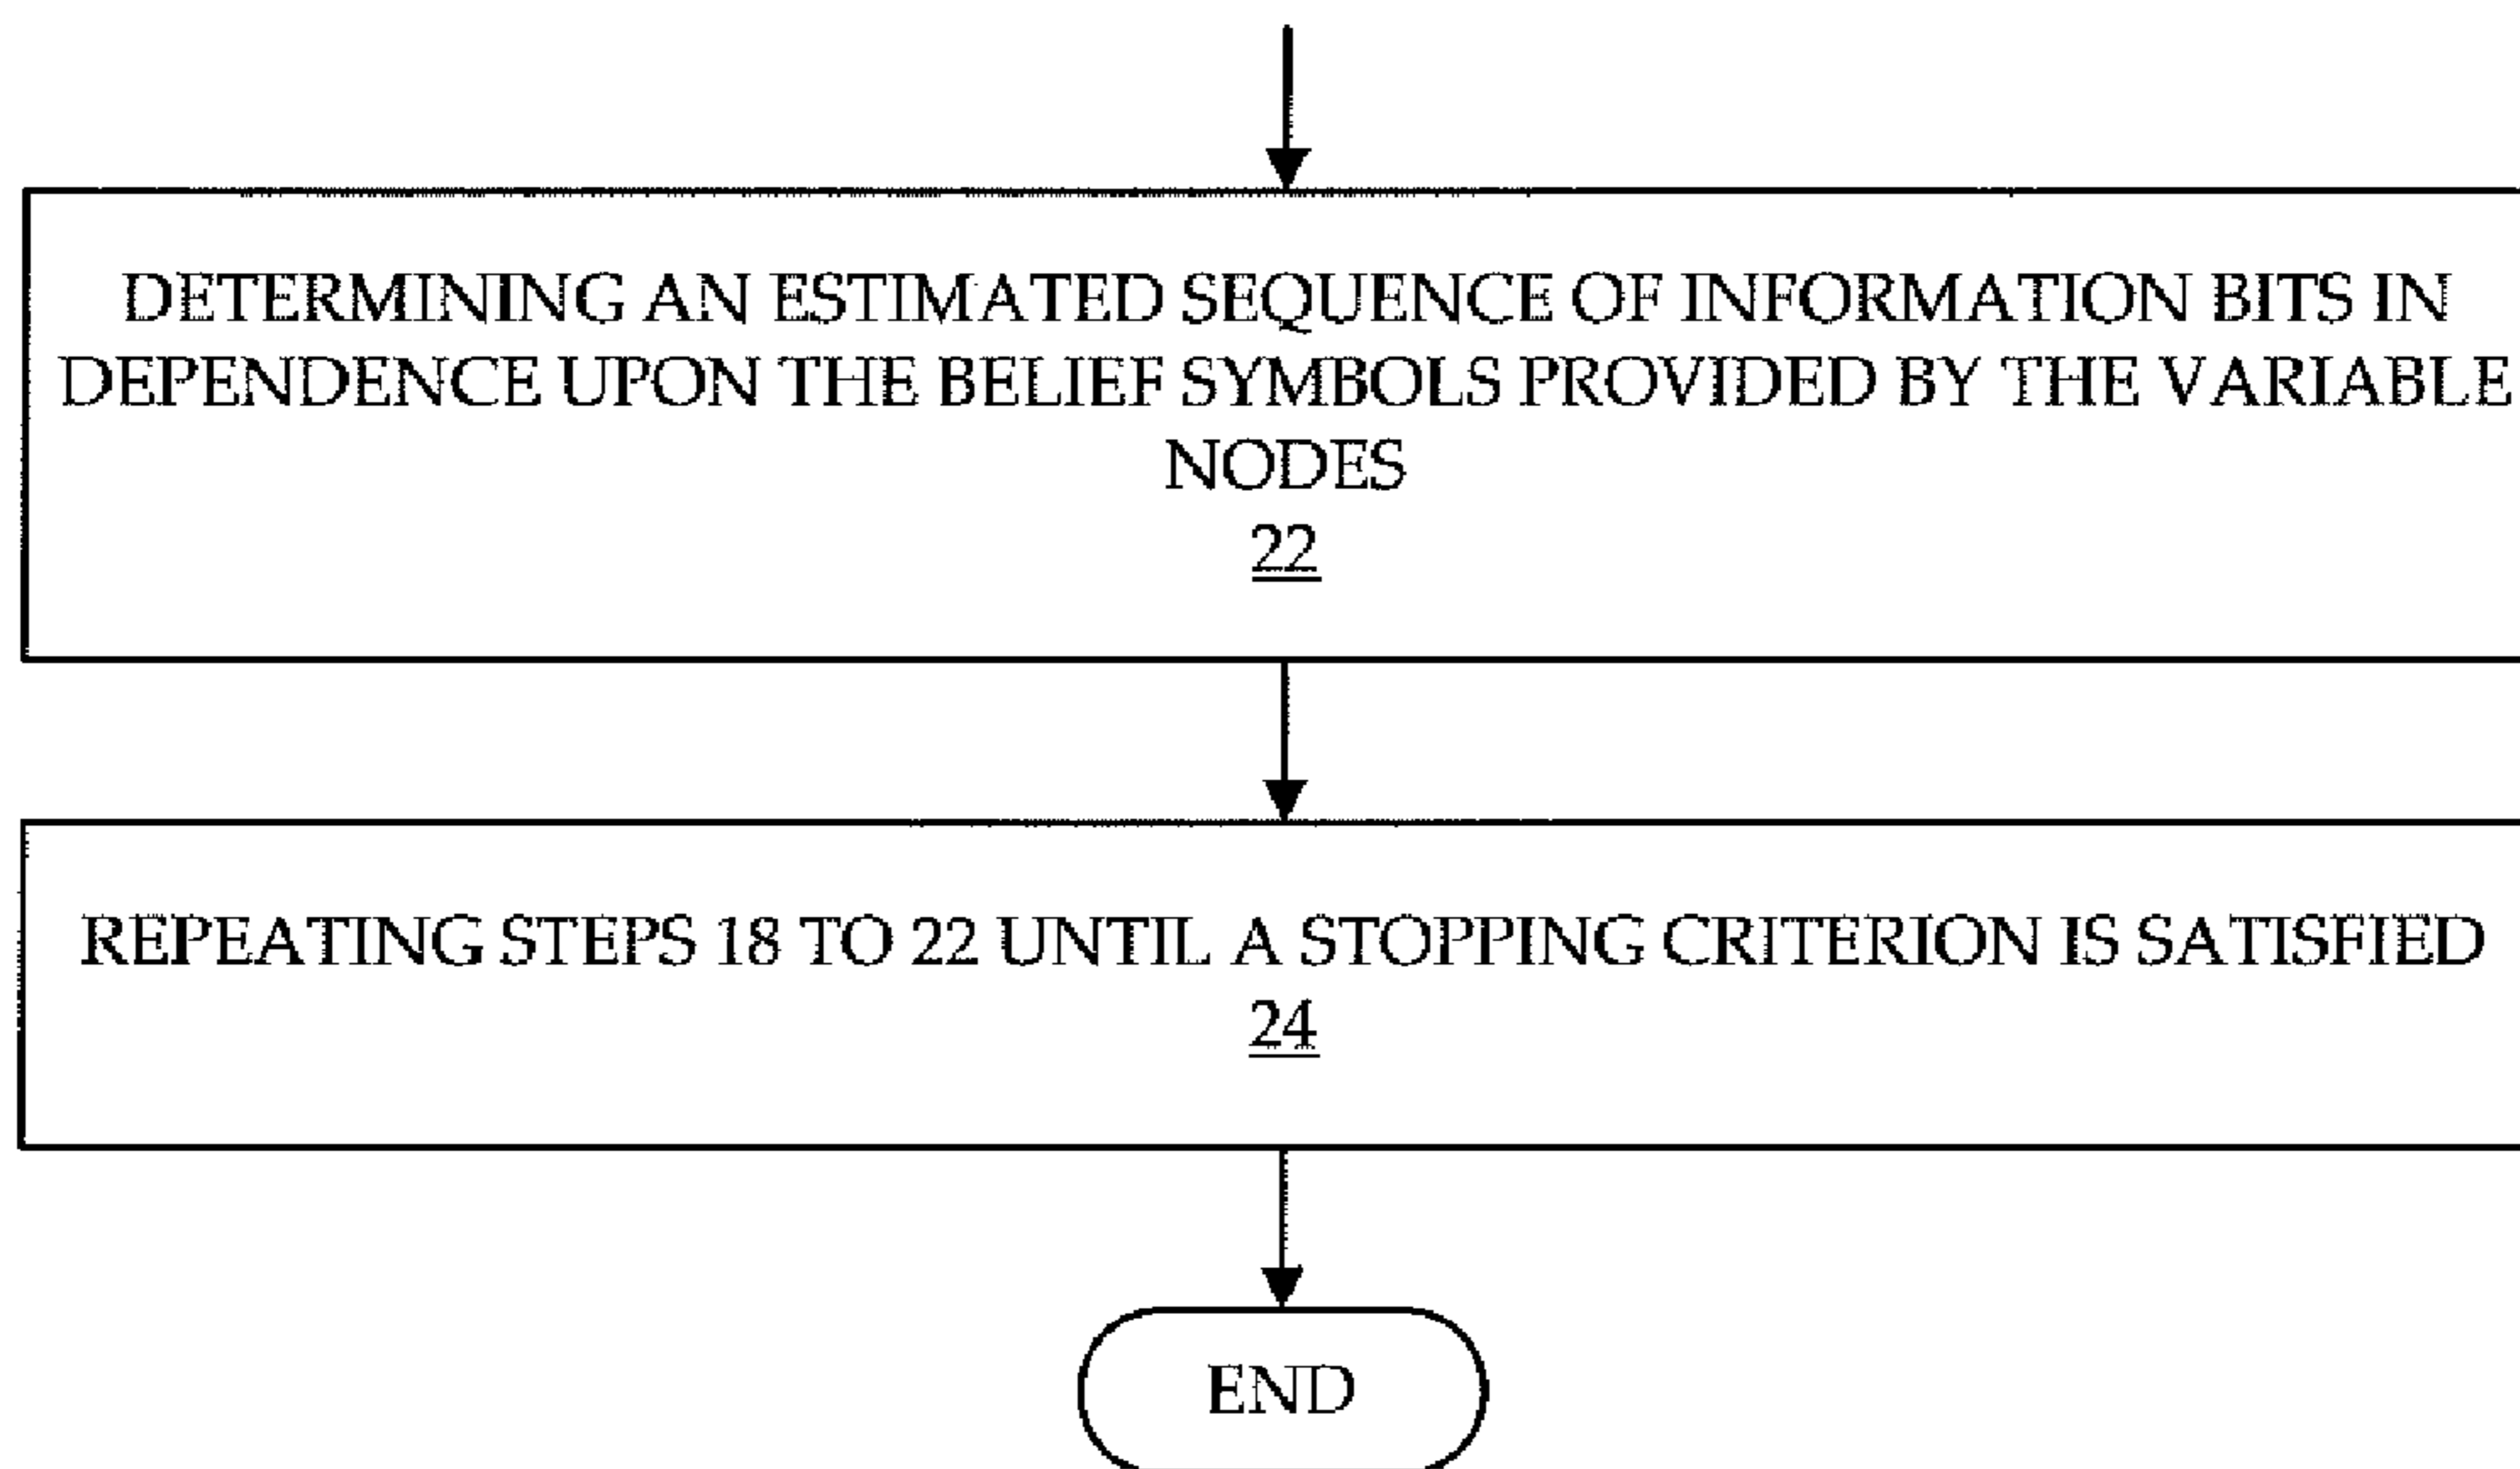 DETERMINING AN ESTIMATED SEQUENCE OF INFORMATION BITS IN
DEPENDENCE UPON THE BELIEF SYMBOLS PROVIDED BY THE VARIABLE
NODES
22
REPEATING STEPS 18 TO 22 UNTIL A STOPPING CRITERION IS SATISFIED
24
END